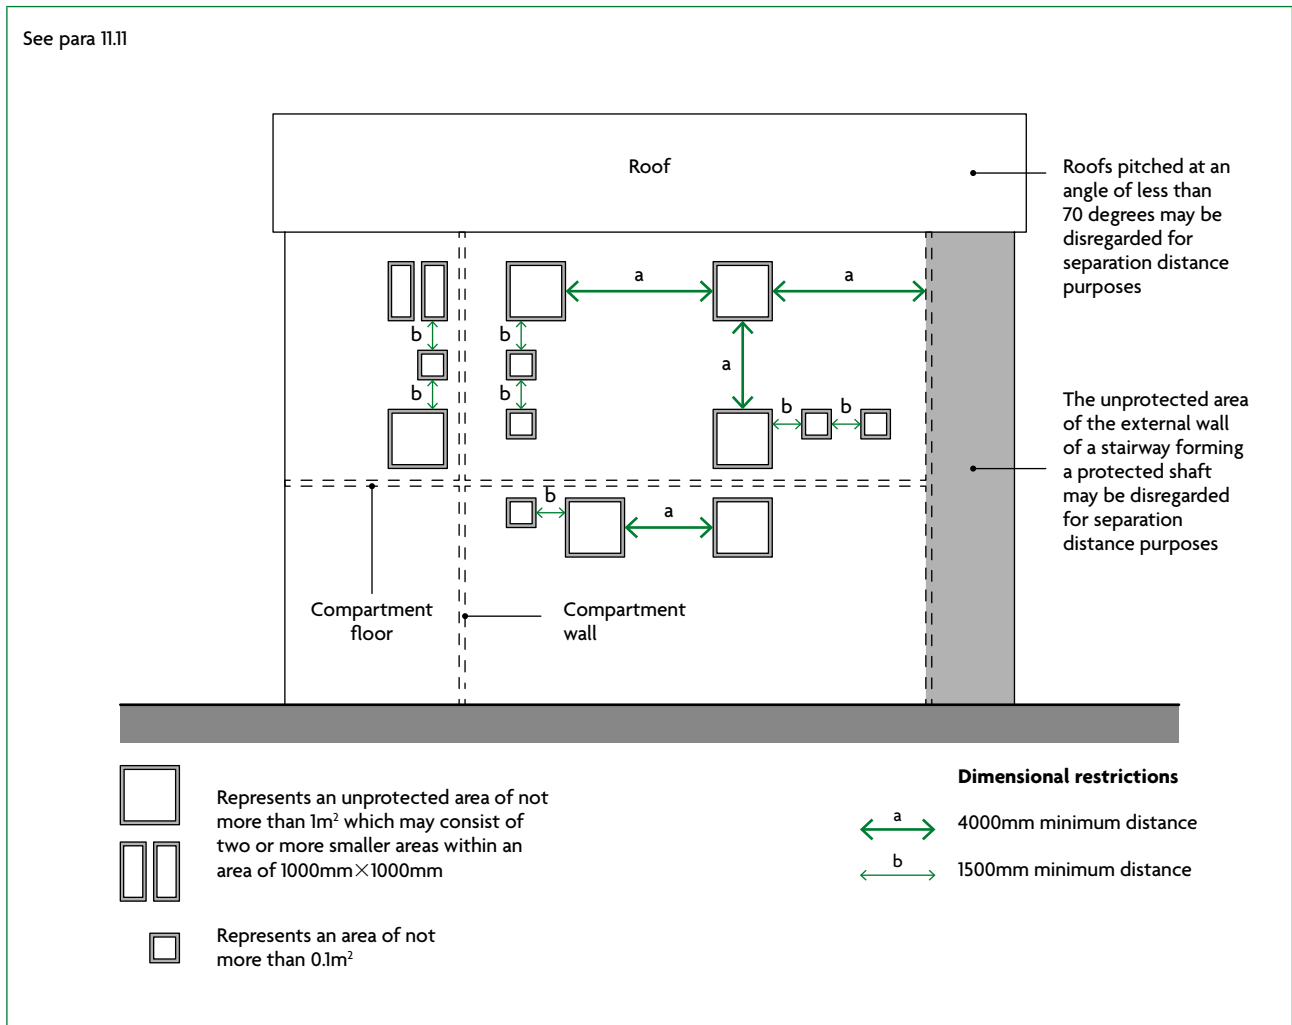 See para 11.11
Roof
Roofs pitched at an
angle of less than
70 degrees may be
disregarded for
separation distance
purposes
a
a
b
b
a
b
b
b
b
The unprotected area
of the external wall
of a stairway forming
a protected shaft
may be disregarded
for separation
distance purposes
b
a
Compartment
floor
Compartment
wall
Represents an unprotected area of not
more than 1m² which may consist of
two or more smaller areas within an
area of 1000mm×1000mm
Represents an area of not
more than 0.1m²
Dimensional restrictions
a
4000mm minimum distance
b
1500mm minimum distance